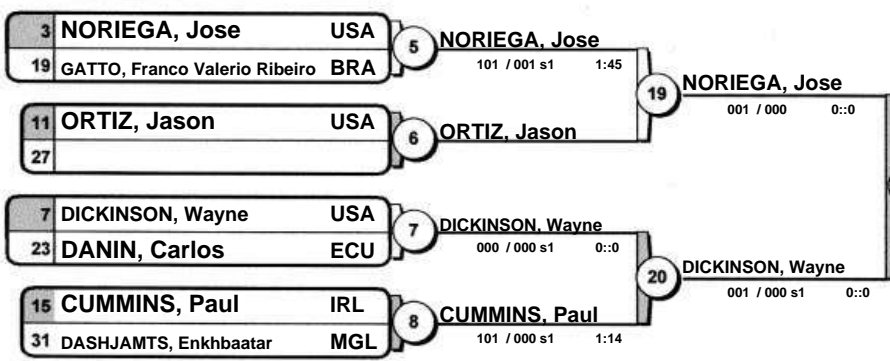 3 NORIEGA, Jose USA
19 GATTO, Franco Valerio Ribeiro BRA
5
NORIEGA, Jose
101 / 001 s1 1:45
11 ORTIZ, Jason USA
27
6
ORTIZ, Jason
19
NORIEGA, Jose
001 / 000 0::0
7 DICKINSON, Wayne USA
23 DANIN, Carlos ECU
7
DICKINSON, Wayne
000 / 000 s1 0::0
15 CUMMINS, Paul IRL
31 DASHJAMTS, Enkhbaatar MGL
8
CUMMINS, Paul
101 / 000 s1 1:14
20
DICKINSON, Wayne
001 / 000 s1 0::0